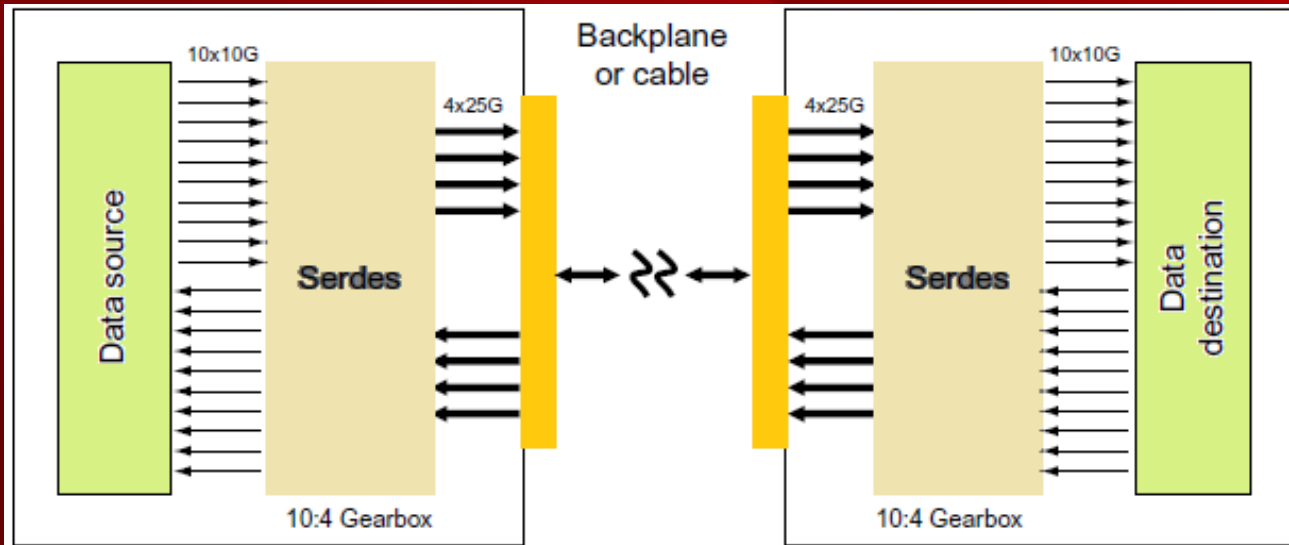 10x10G
Data source
Serdes
4x25G
10:4 Gearbox
Backplane
or cable
4x25G
Serdes
10x10G
Data
destination
10:4 Gearbox